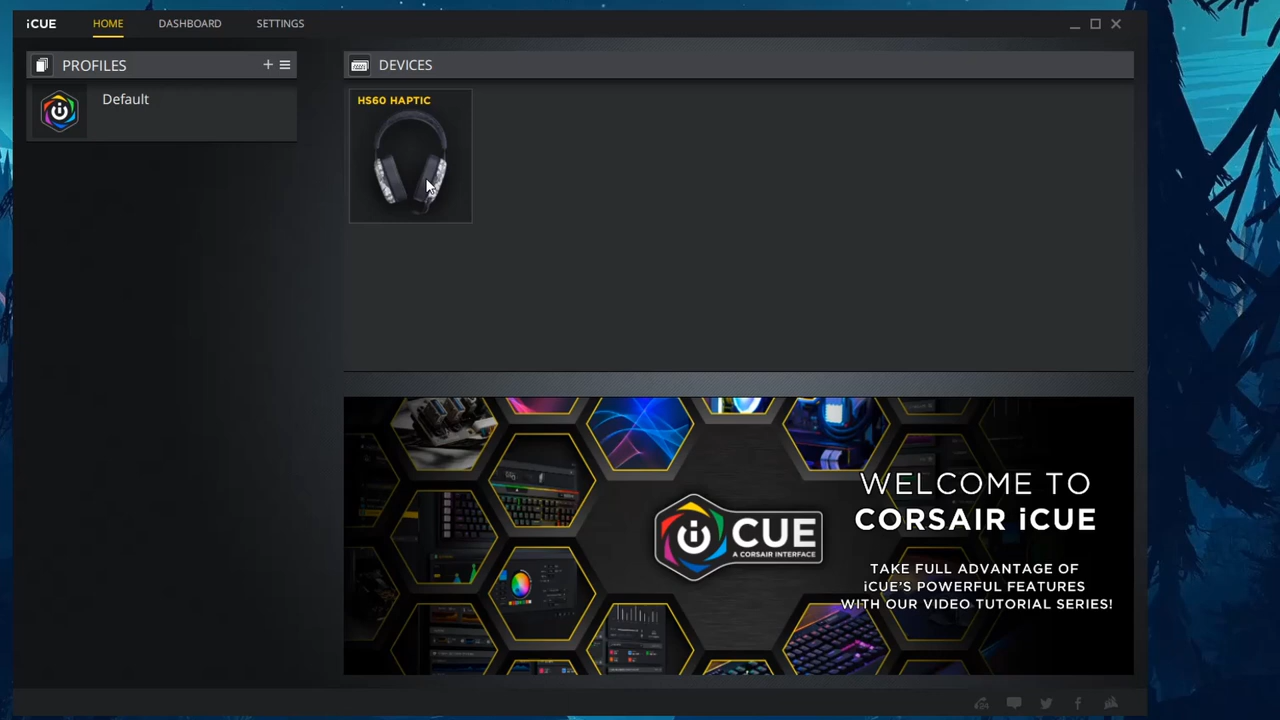 iCUE HOME DASHBOARD SETTINGS
PROFILES
Default
DEVICES
HS60 HAPTIC
CUE
A CORSAIR INTERFACE
WELCOME TO
CORSAIR iCUE
TAKE FULL ADVANTAGE OF
iCUE'S POWERFUL FEATURES
WITH OUR VIDEO TUTORIAL SERIES!